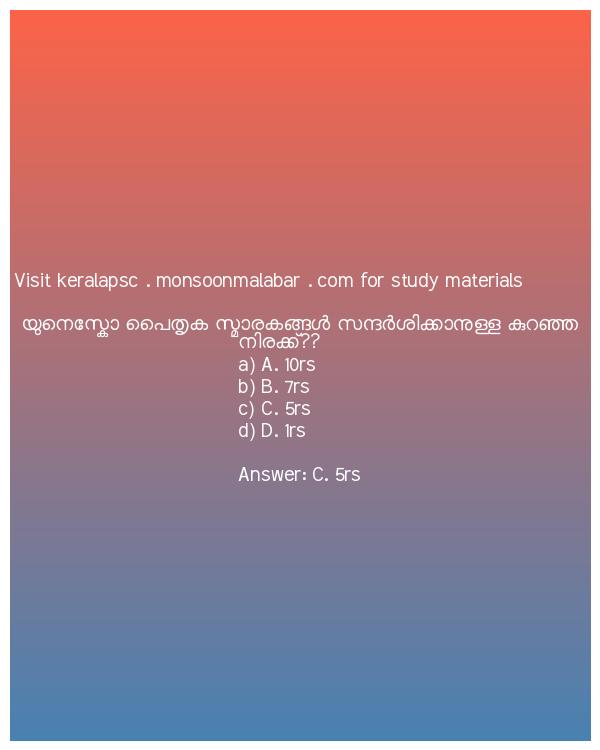 Visit keralapsc . monsoonmalabar . com for study materials
യുനെസ്കോ പൈതൃക സ്മാരകങ്ങൾ സന്ദർശിക്കാനുള്ള കുറഞ്ഞ
നിരക്ക്??
a) A. 10rs
b) B. 7rs
c) C. 5rs
d) D. 1rs
Answer: C. 5rs